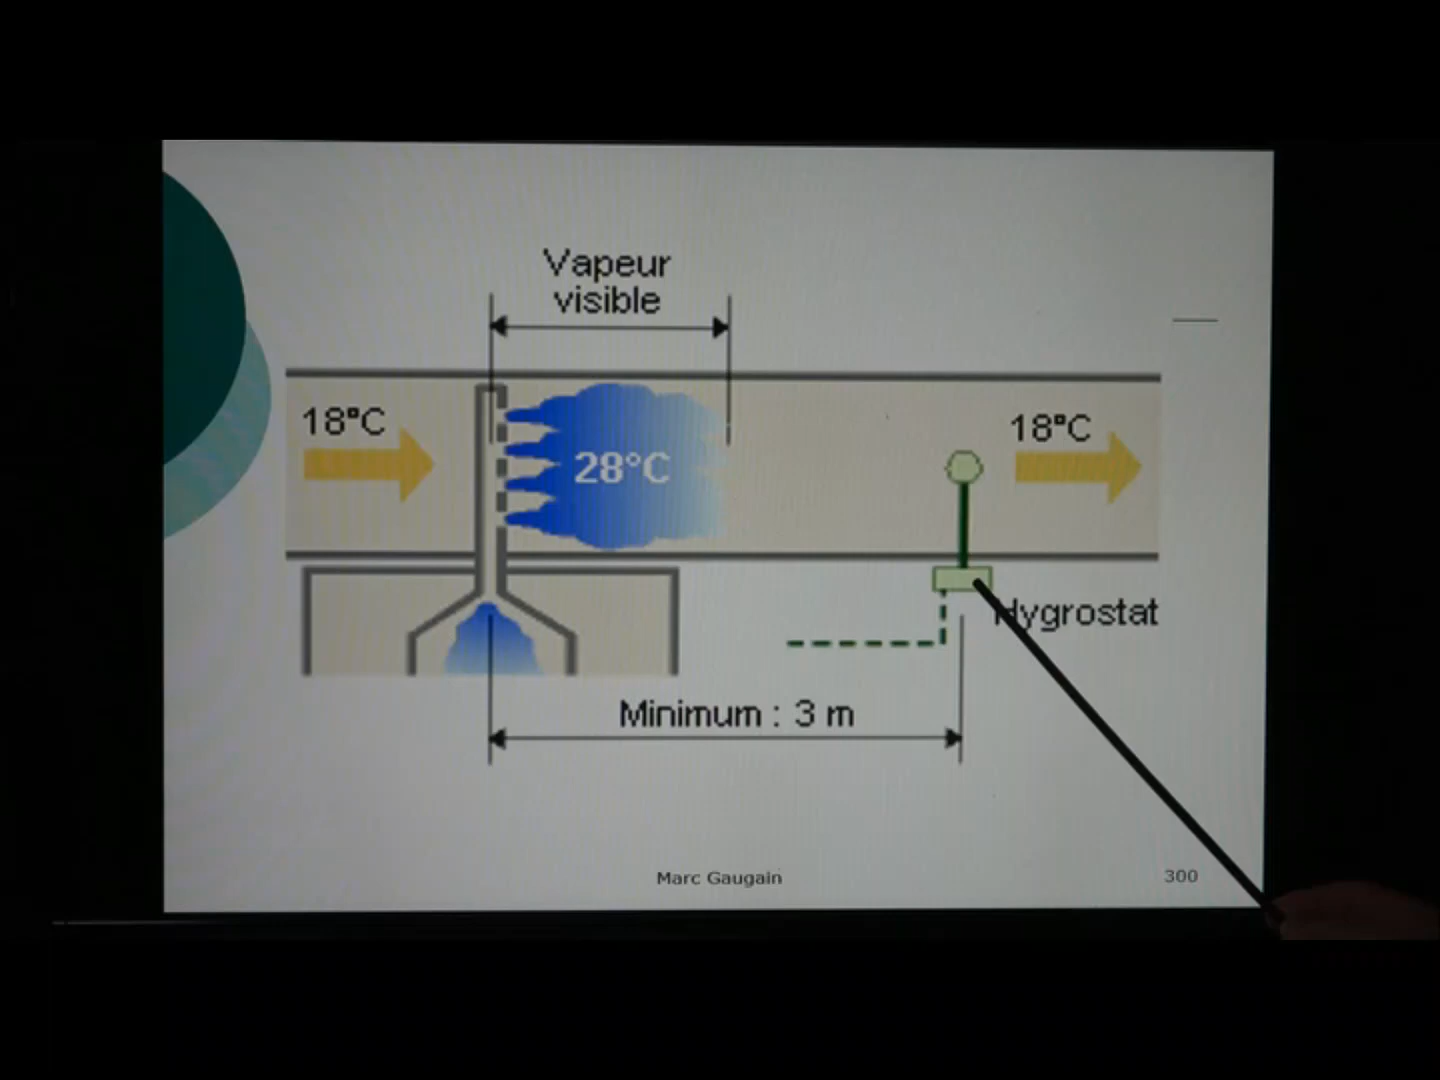 Vapeur
visible
18°C
28°C
18°C
Hygrostat
Minimum : 3 m
Marc Gaugain
300